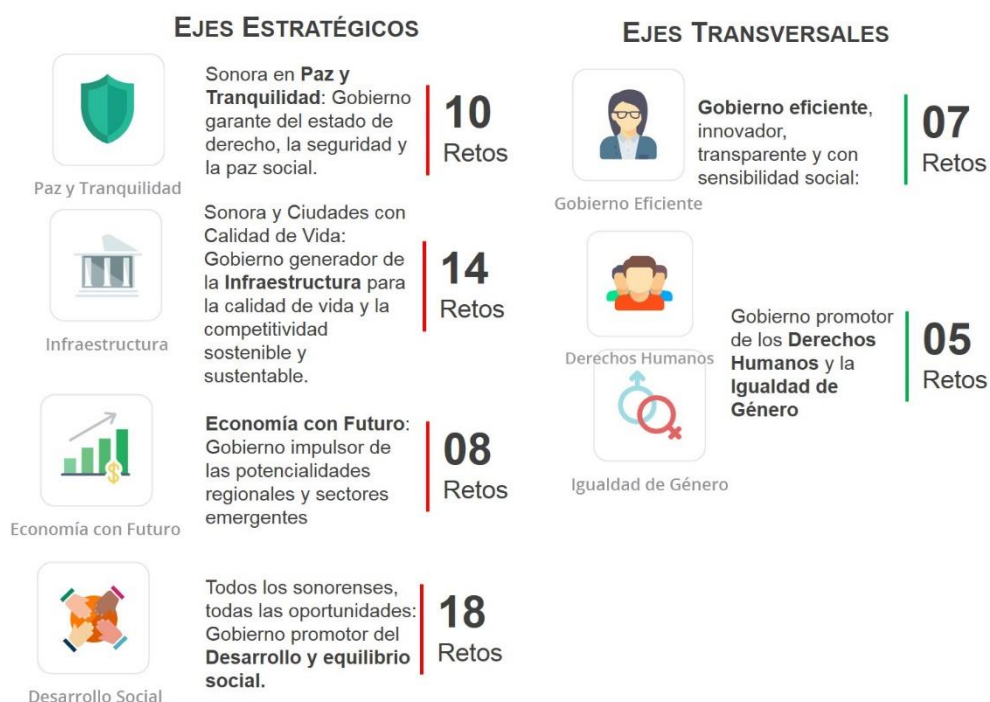 EJES ESTRATÉGICOS
Sonora en Paz y
Tranquilidad: Gobierno
garante del estado de
derecho, la seguridad y
la paz social.
10
Retos
Paz y Tranquilidad
Sonora y Ciudades con
Calidad de Vida:
Gobierno generador de
la Infraestructura para
la calidad de vida y la
competitividad
sostenible y
sustentable.
14
Retos
Infraestructura
Economía con Futuro:
Gobierno impulsor de
las potencialidades
regionales y sectores
emergentes
08
Retos
Economía con Futuro
Todos los sonorenses,
todas las oportunidades:
Gobierno promotor del
Desarrollo y equilibrio
social.
18
Retos
Desarrollo Social
EJES TRANSVERSALES
Gobierno eficiente,
innovador,
transparente y con
sensibilidad social:
07
Retos
Gobierno Eficiente
Gobierno promotor
de los Derechos
Humanos y la
Igualdad de
Género
05
Retos
Derechos Humanos
Igualdad de Género